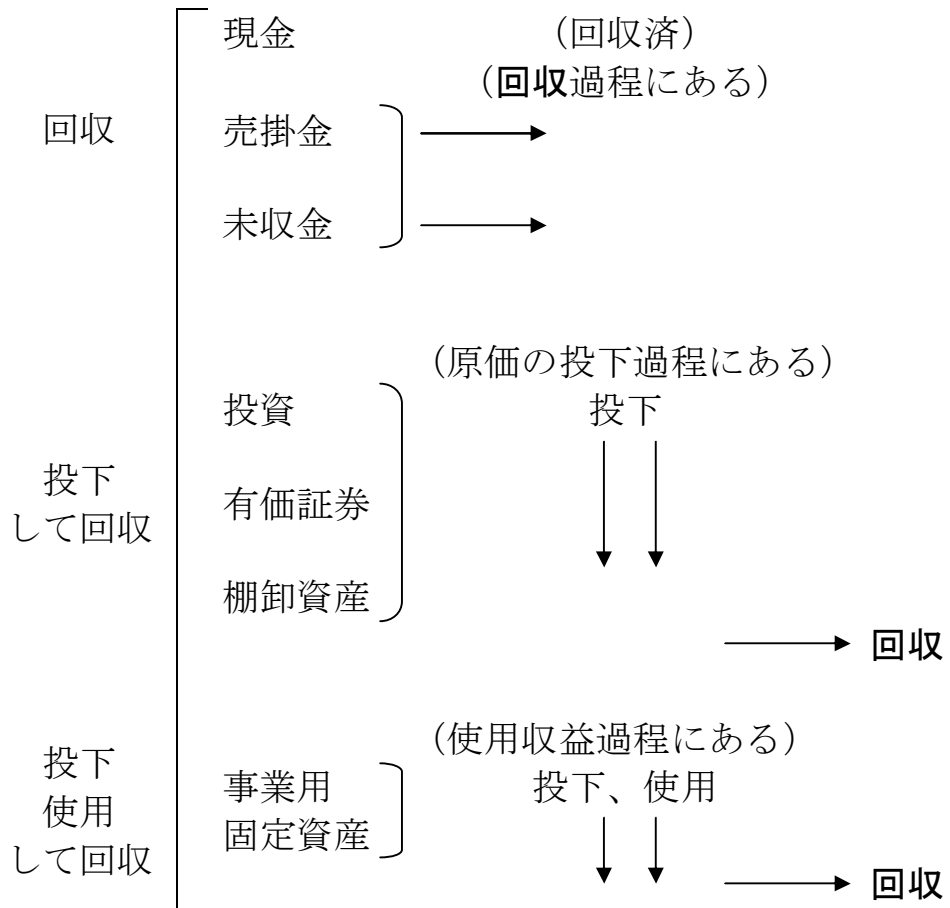 現金 （回収済）
（回収過程にある）
回収 売掛金
未収金
（原価の投下過程にある）
投資 投下
投下
して回収
有価証券
棚卸資産
回収
（使用収益過程にある）
投下
使用
して回収
事業用
固定資産
投下、使用
回収